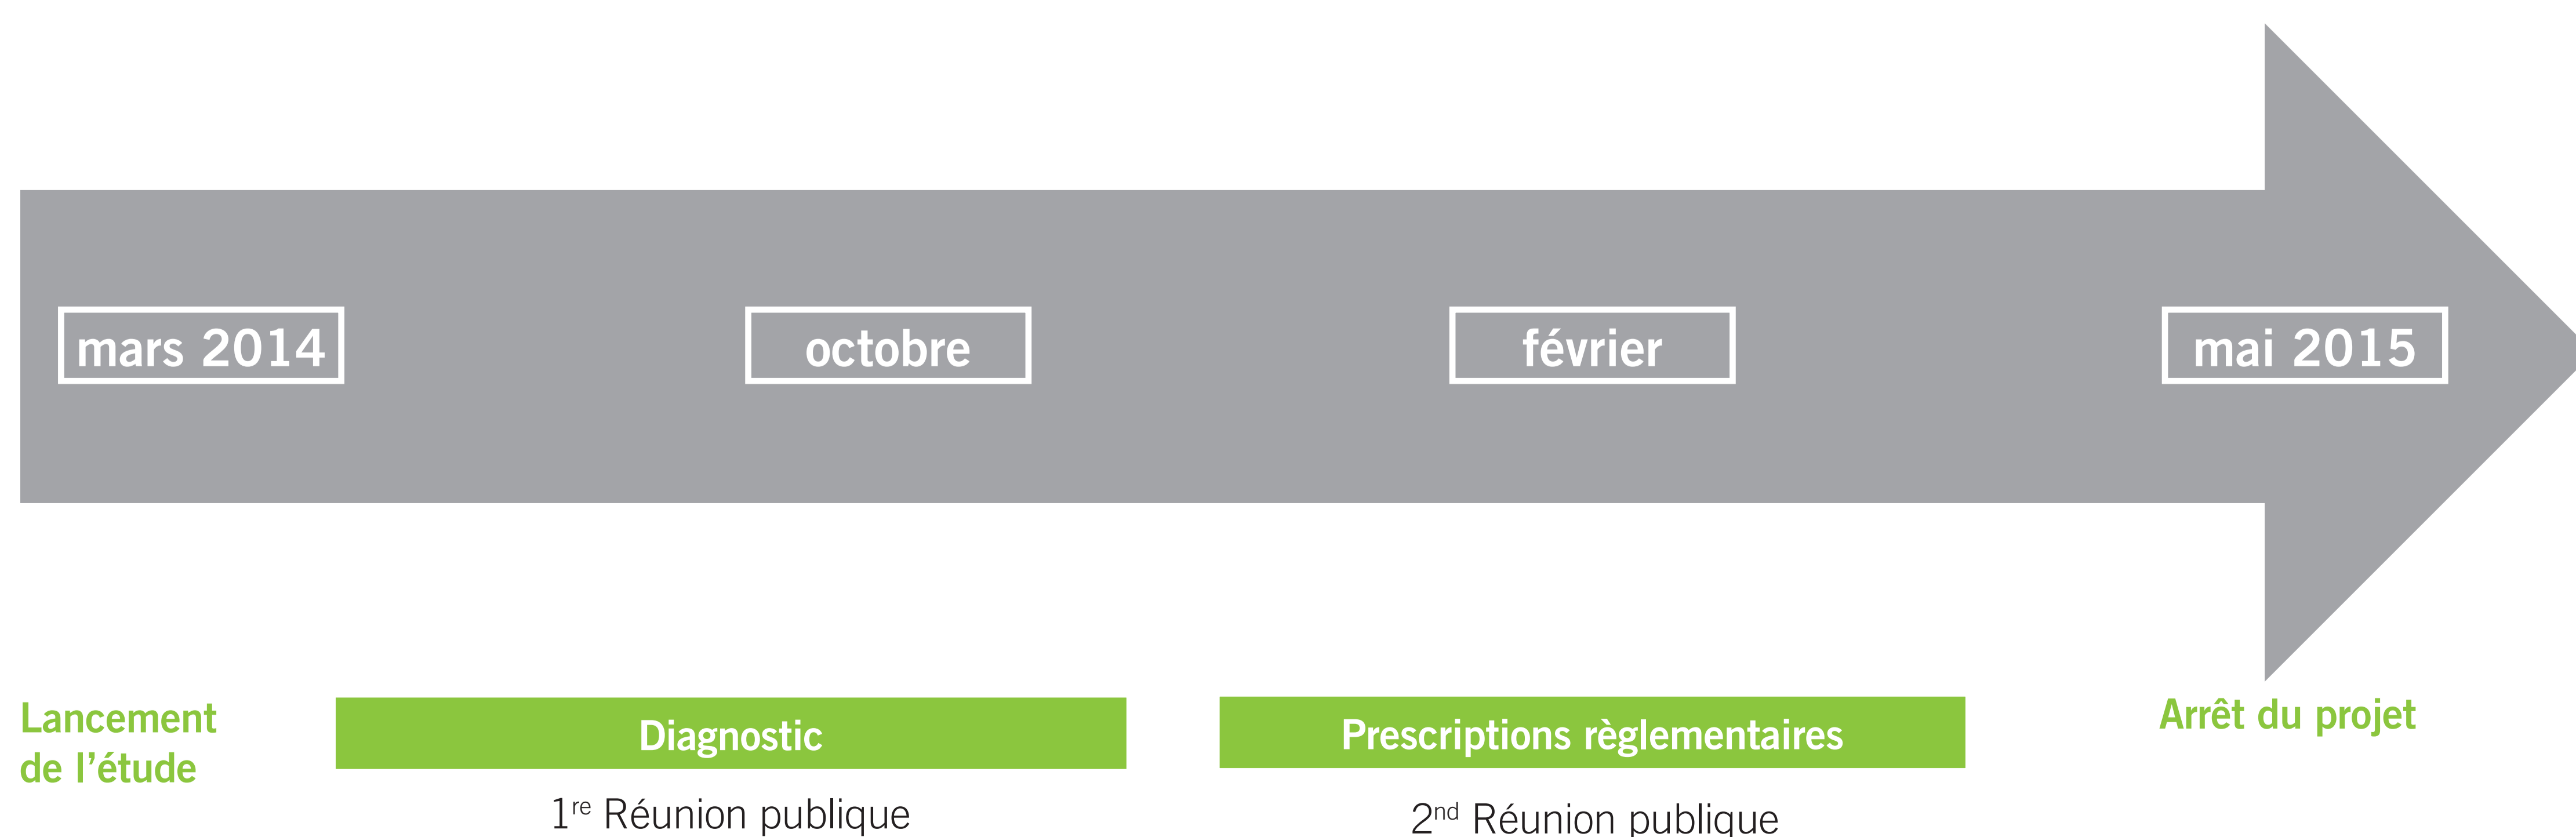 mars 2014
octobre
février
mai 2015
Lancement
de l’étude
Diagnostic
1re Réunion publique
Prescriptions règlementaires
2nd Réunion publique
Arrêt du projet